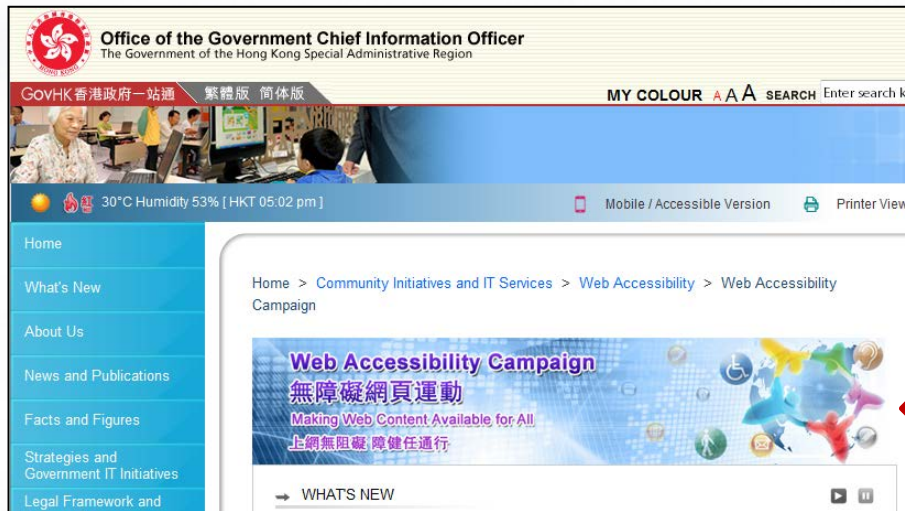 Office of the Government Chief Information Officer
The Government of the Hong Kong Special Administrative Region
GovHK香港政府一站通 繁體版 简体版
MY COLOUR A A A SEARCH Enter search k
30°C Humidity 53% [ HKT 05:02 pm ] Mobile / Accessible Version Printer View
Home
What's New
About Us
News and Publications
Facts and Figures
Strategies and
Government IT Initiatives
Legal Framework and
Home > Community Initiatives and IT Services > Web Accessibility > Web Accessibility
Campaign
Web Accessibility Campaign
無障礙網頁運動
Making Web Content Available for All
上網無阻礙 障健任通行
WHAT'S NEW